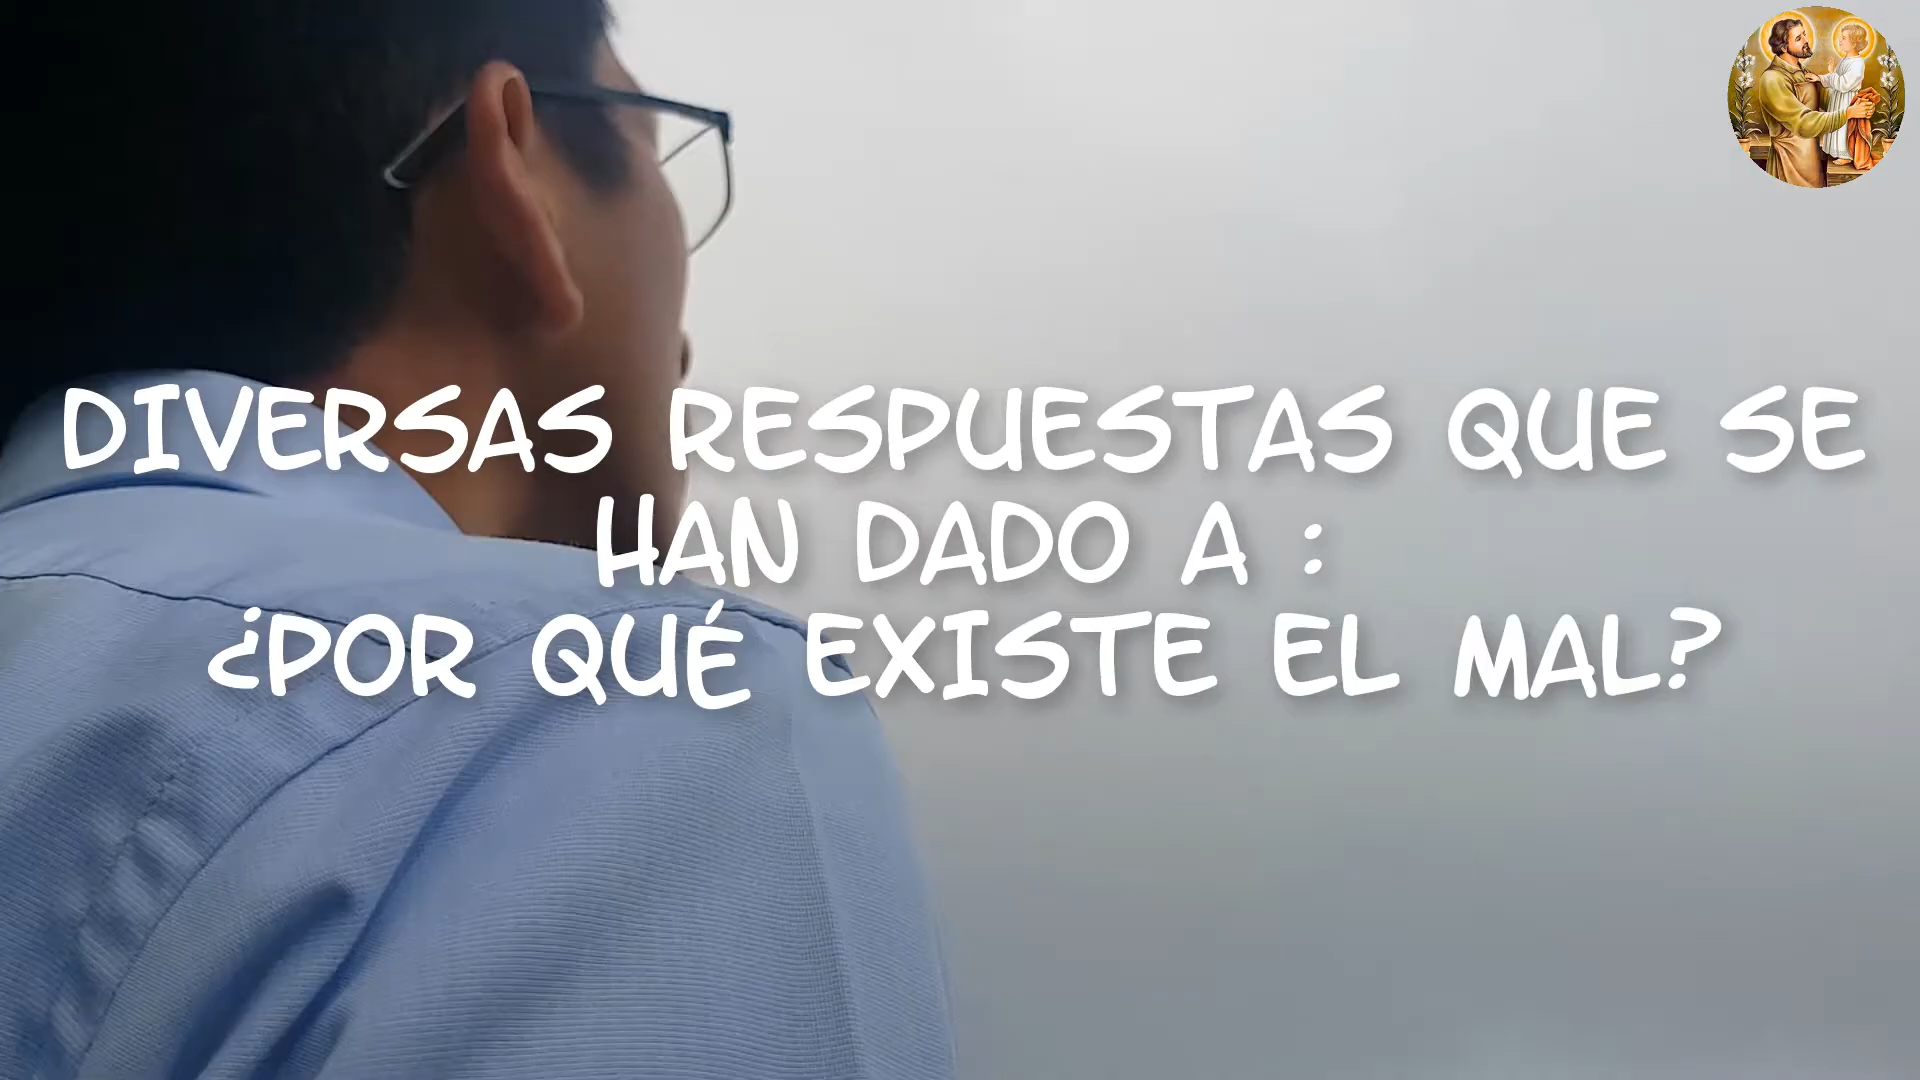 DIVERSAS RESPUESTAS QUE SE
HAN DADO A :
¿POR QUÉ EXISTE EL MAL?